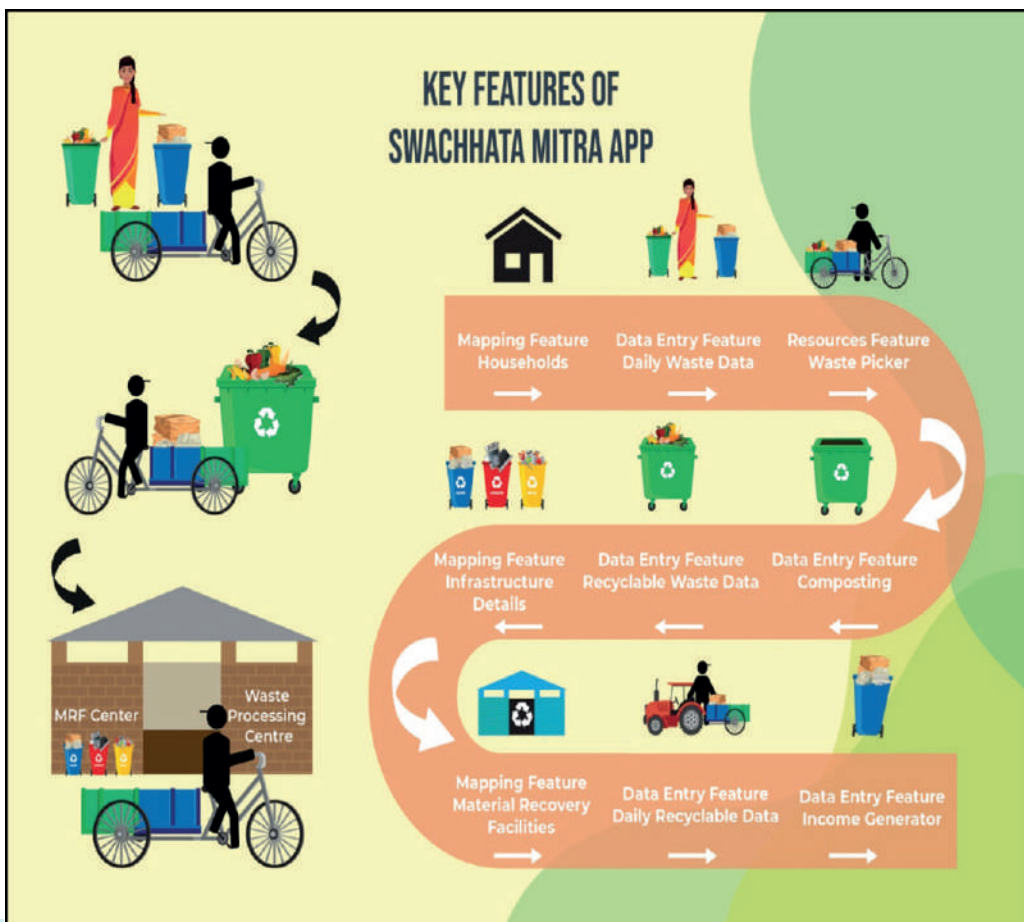 KEY FEATURES OF
SWACHHATA MITRA APP
Mapping Feature
Households
Data Entry Feature
Daily Waste Data
Resources Feature
Waste Picker
Data Entry Feature
Composting
Data Entry Feature
Recyclable Waste Data
Mapping Feature
Infrastructure
Details
Mapping Feature
Material Recovery
Facilities
Data Entry Feature
Daily Recyclable Data
Data Entry Feature
Income Generator
MRF Center
Waste
Processing
Centre